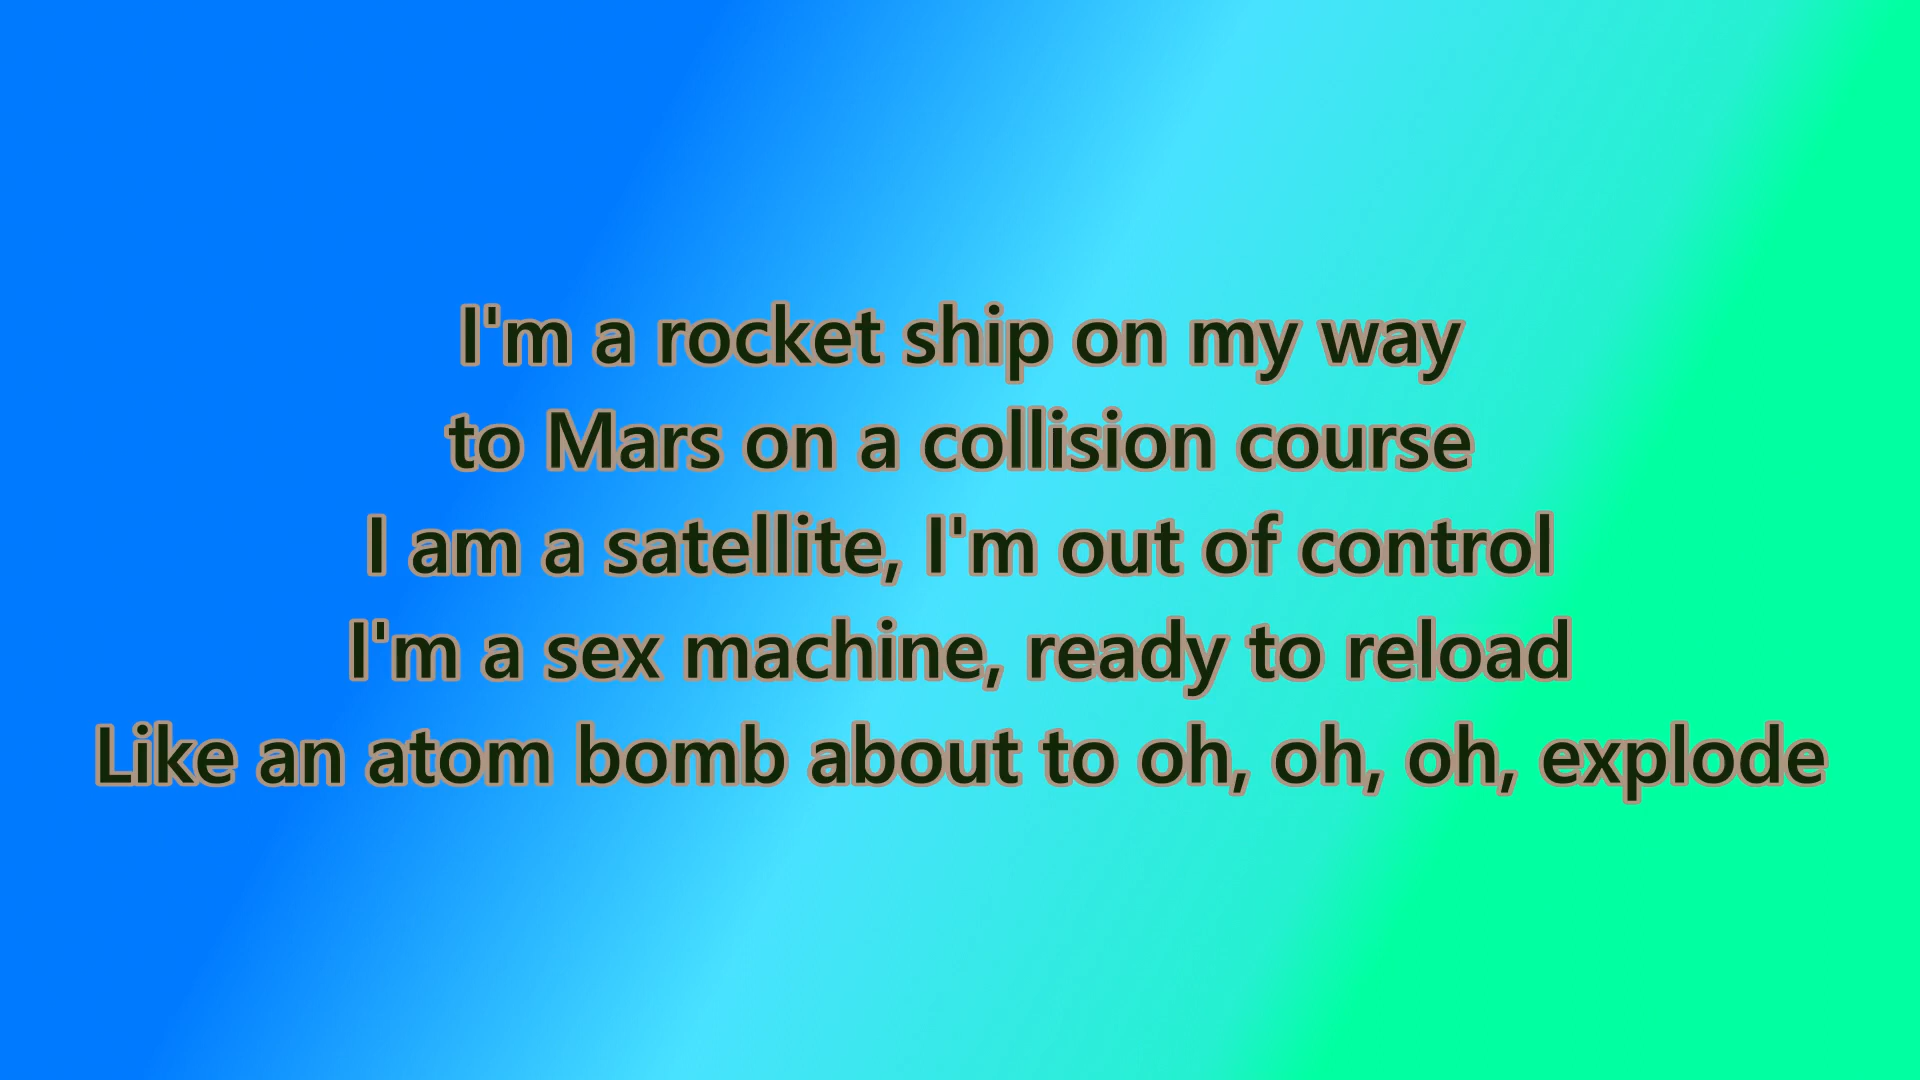 I'm a rocket ship on my way
to Mars on a collision course
I am a satellite, I'm out of control
I'm a sex machine, ready to reload
Like an atom bomb about to oh, oh, oh, explode